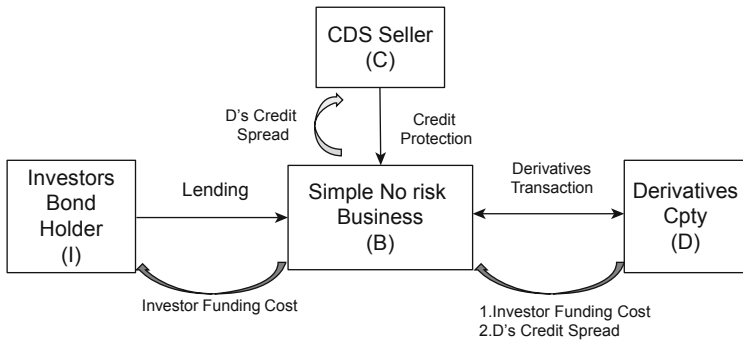 CDS Seller
(C)
D's Credit
Spread
Credit
Protection
Investors
Bond
Holder
(I)
Lending
Simple No risk
Business
(B)
Derivatives
Transaction
Derivatives
Cpty
(D)
Investor Funding Cost
1.Investor Funding Cost
2.D's Credit Spread